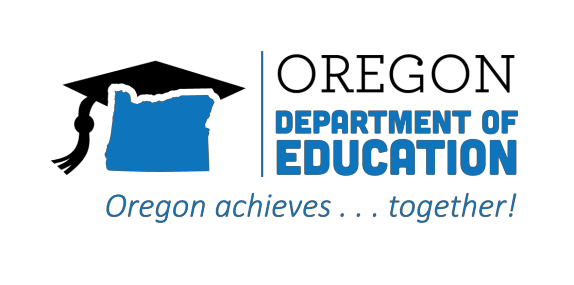 OREGON
DEPARTMENT OF
EDUCATION
Oregon achieves . . . together!